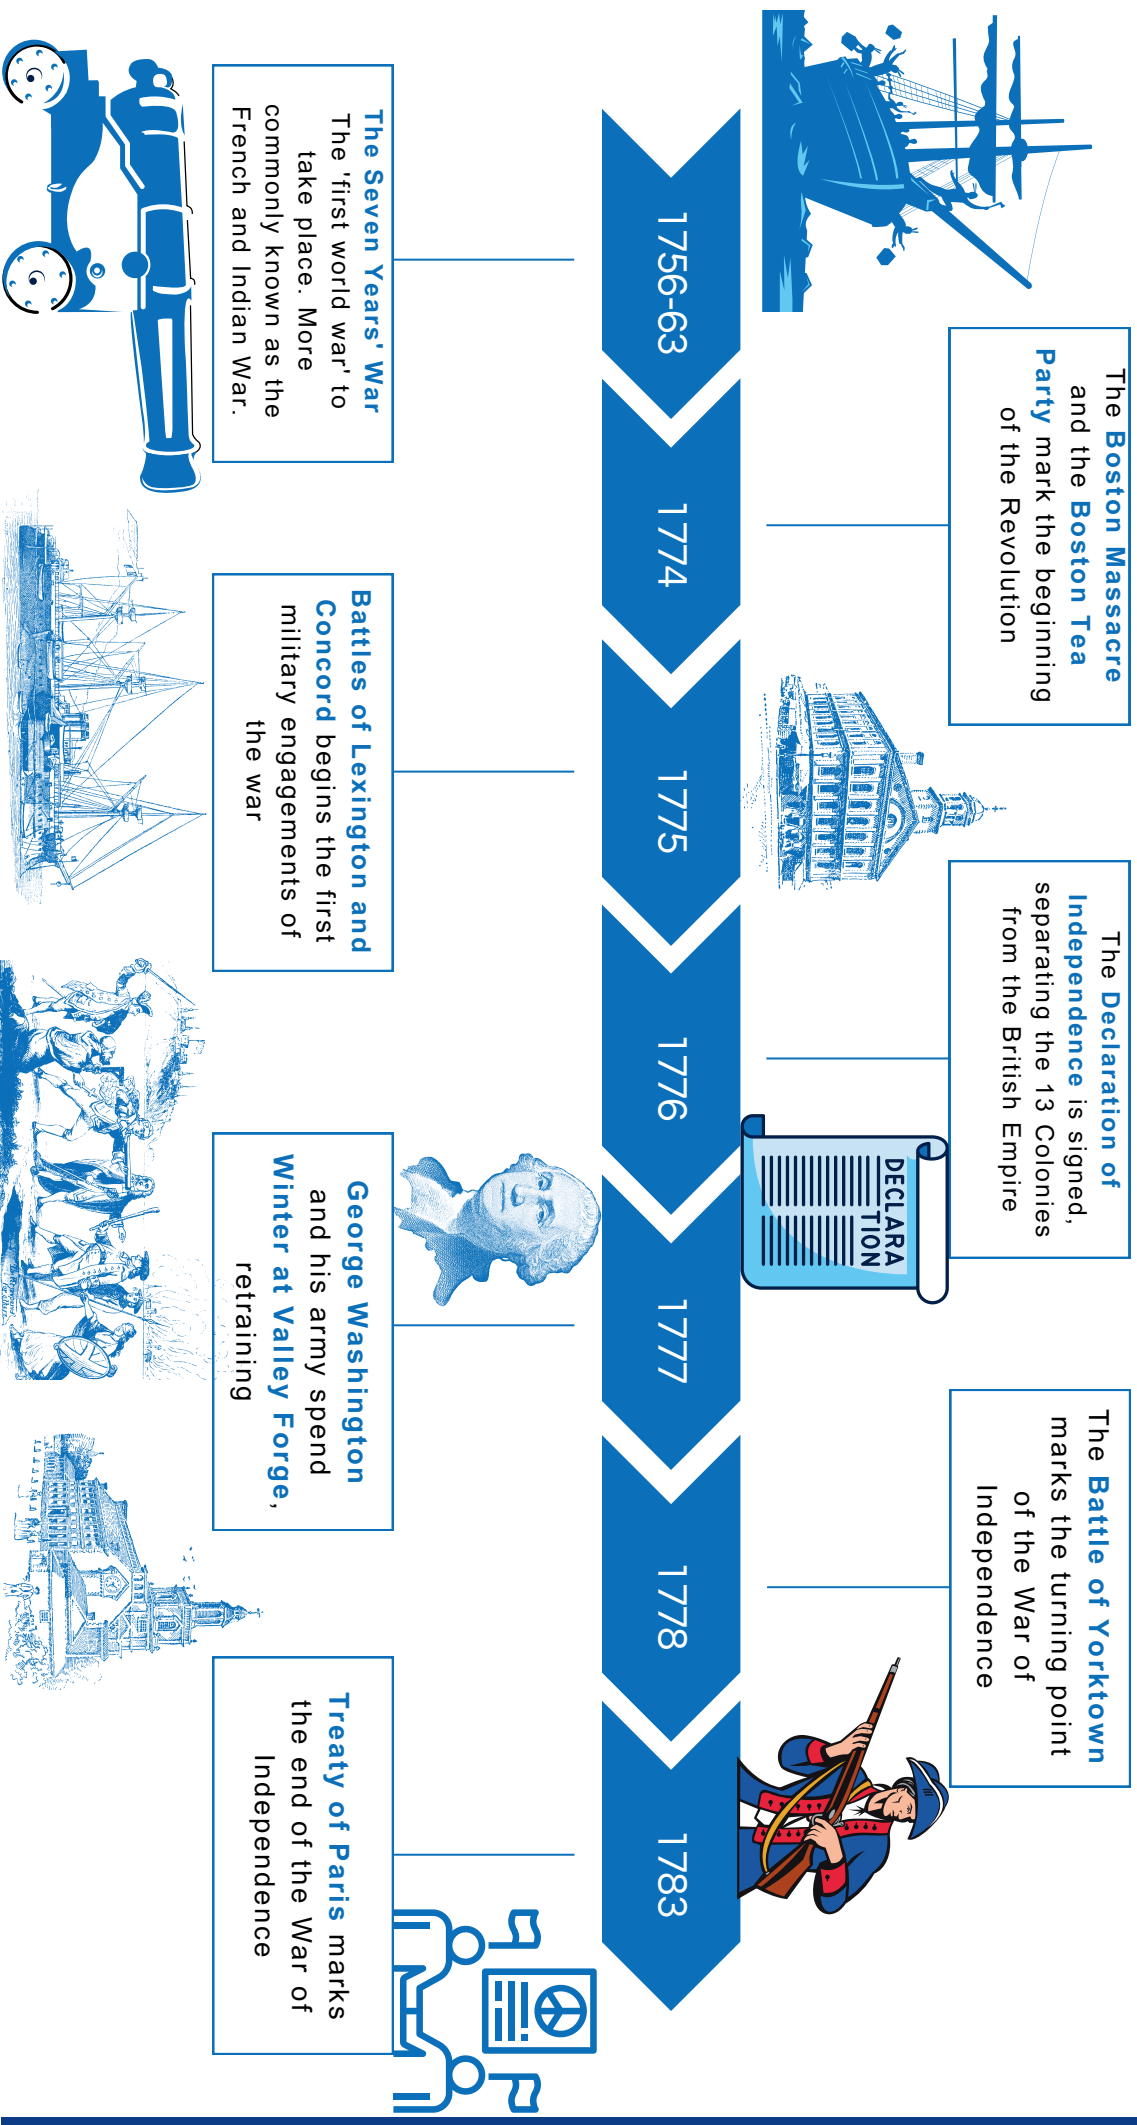 The Boston Massacre
and the Boston Tea
Party mark the beginning
of the Revolution
The Declaration of
Independence is signed,
separating the 13 Colonies
from the British Empire
DECLARA
TION
The Battle of Yorktown
marks the turning point
of the War of
Independence
1756-63
1774
1775
1776
1777
1778
1783
The Seven Years' War
The 'first world war' to
take place. More
commonly known as the
French and Indian War.
Battles of Lexington and
Concord begins the first
military engagements of
the war
George Washington
and his army spend
Winter at Valley Forge,
retraining
Treaty of Paris marks
the end of the War of
Independence